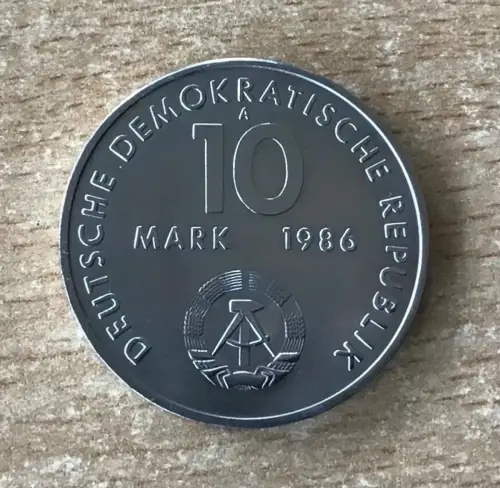 DEUTSCHE DEMOKRATISCHE REPUBLIK
A
10
MARK 1986